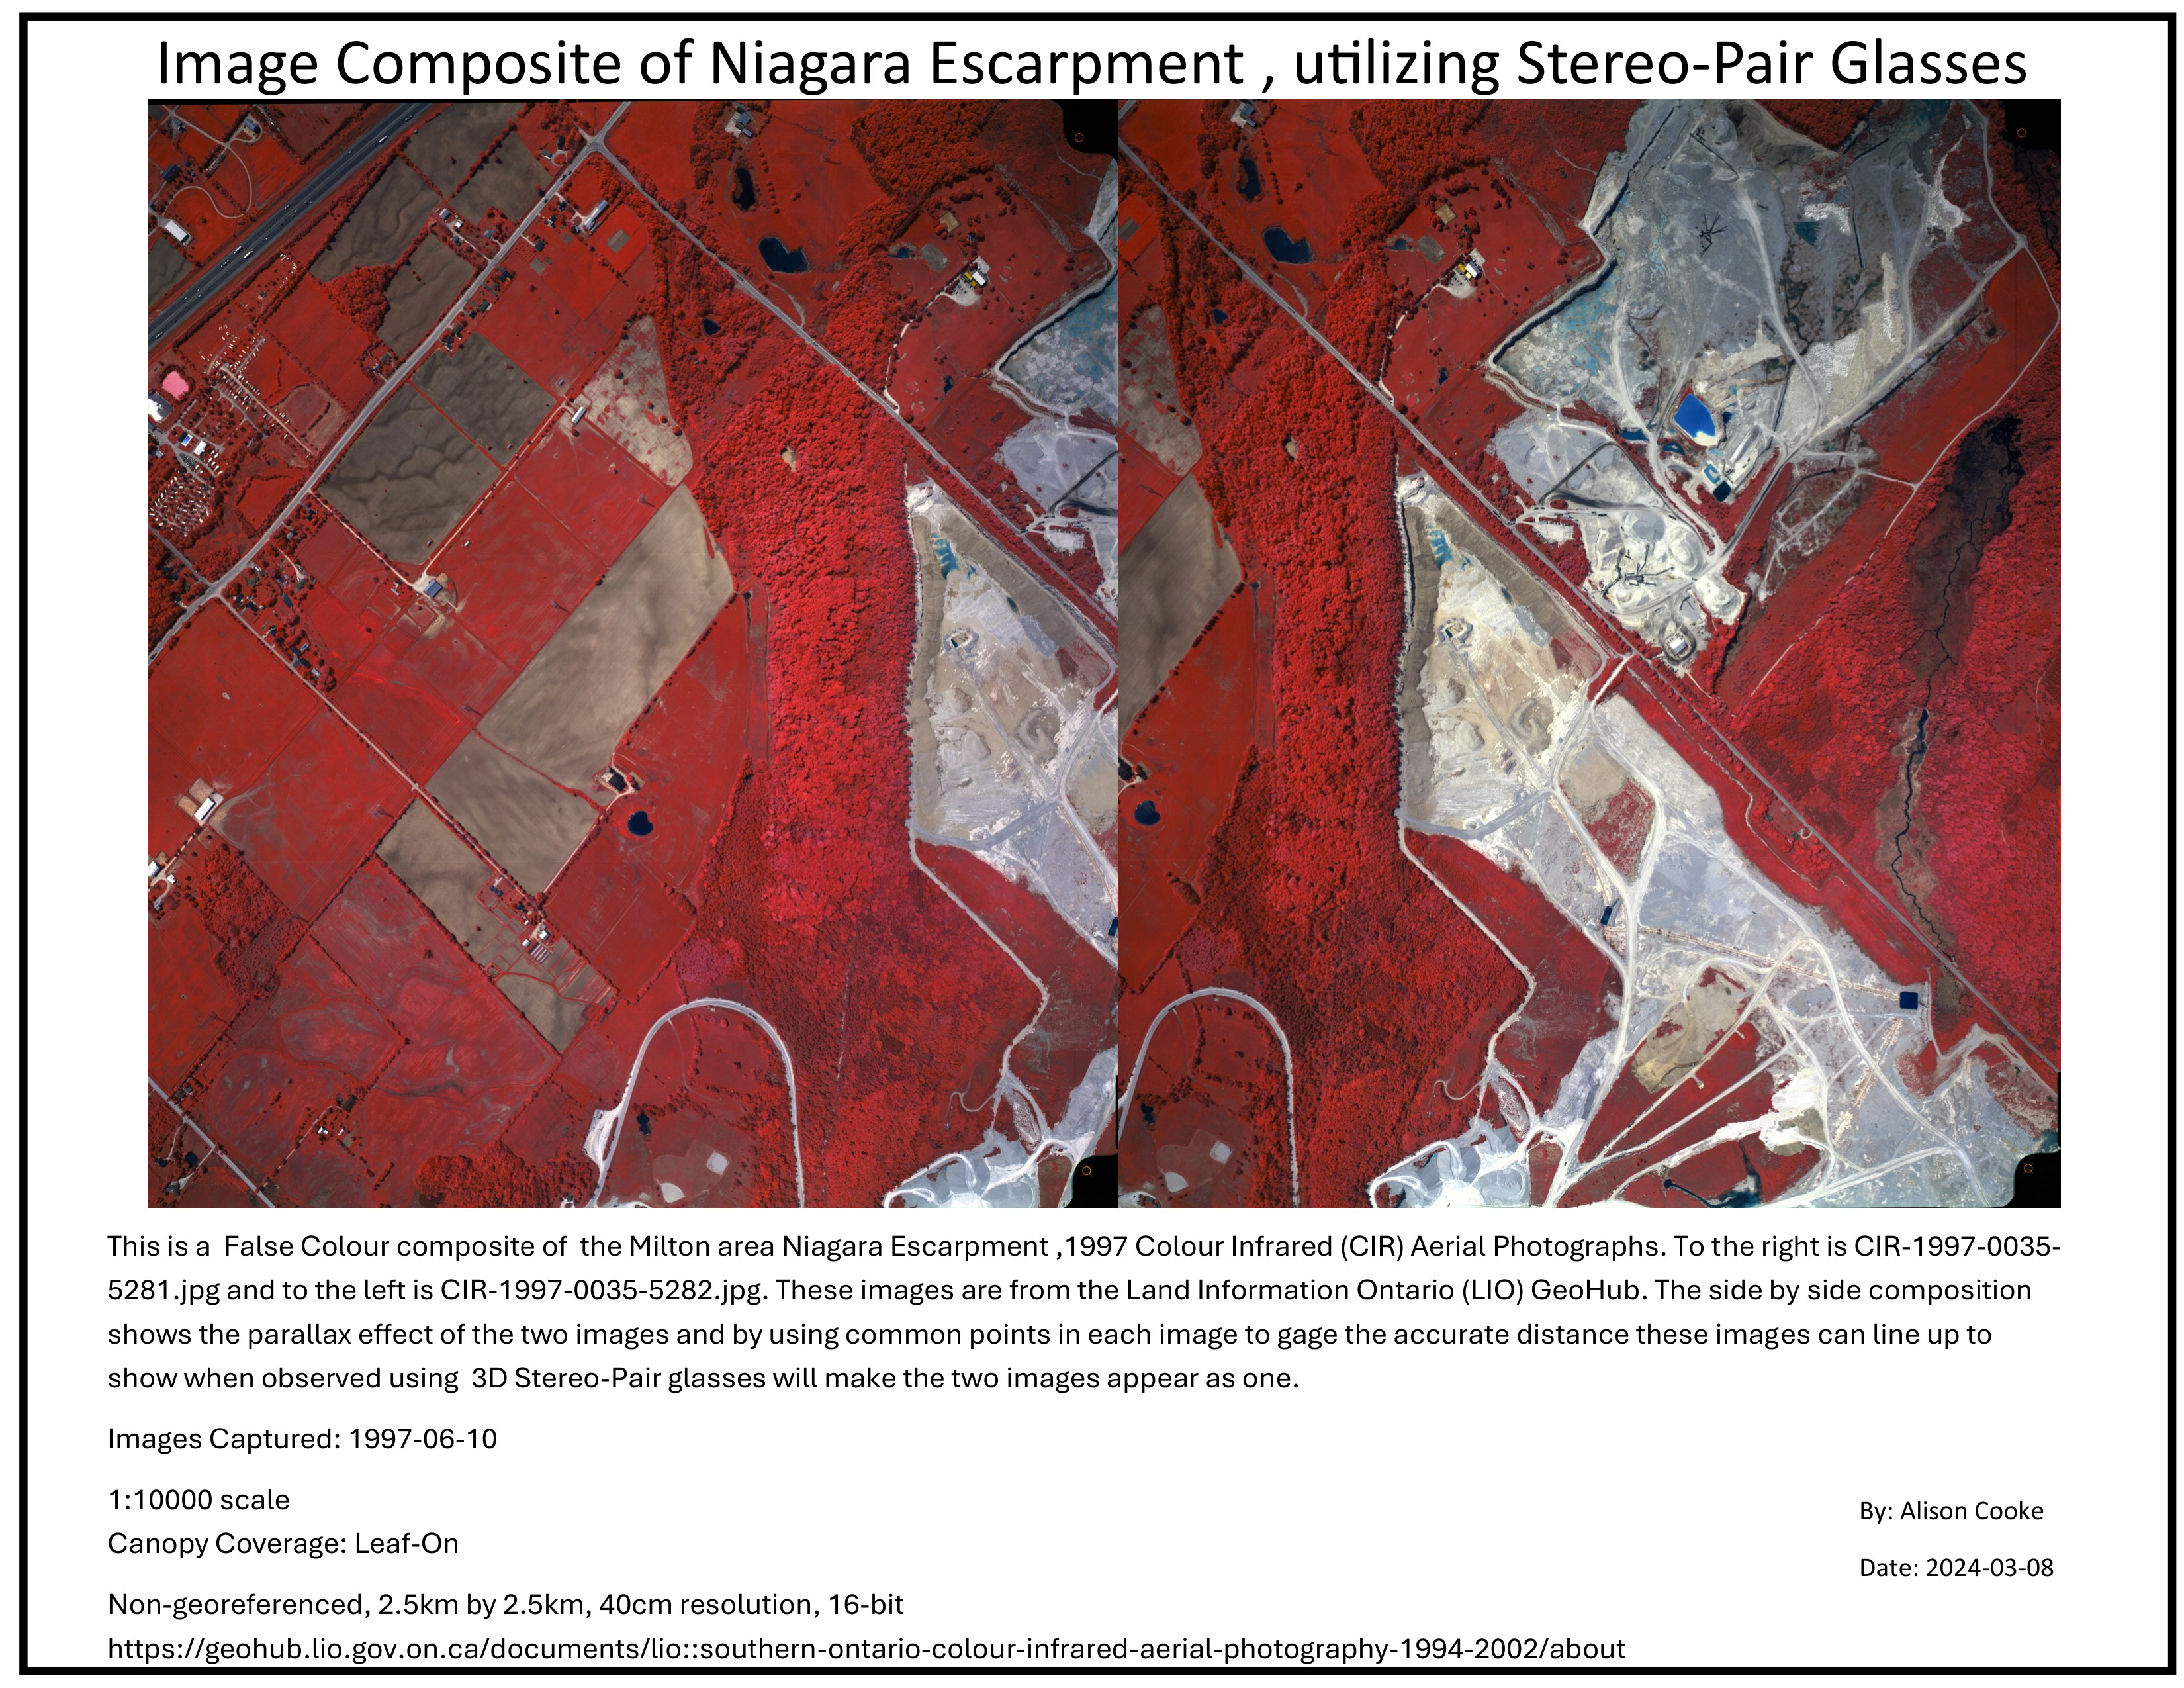 Image Composite of Niagara Escarpment , utilizing Stereo-Pair Glasses
This is a  False Colour composite of  the Milton area Niagara Escarpment ,1997 Colour Infrared (CIR) Aerial Photographs. To the right is CIR-1997-0035-
5281.jpg and to the left is CIR-1997-0035-5282.jpg. These images are from the Land Information Ontario (LIO) GeoHub. The side by side composition
shows the parallax effect of the two images and by using common points in each image to gage the accurate distance these images can line up to
show when observed using  3D Stereo-Pair glasses will make the two images appear as one.
Images Captured: 1997-06-10
1:10000 scale
Canopy Coverage: Leaf-On
Non-georeferenced, 2.5km by 2.5km, 40cm resolution, 16-bit
https://geohub.lio.gov.on.ca/documents/lio::southern-ontario-colour-infrared-aerial-photography-1994-2002/about
By: Alison Cooke
Date: 2024-03-08